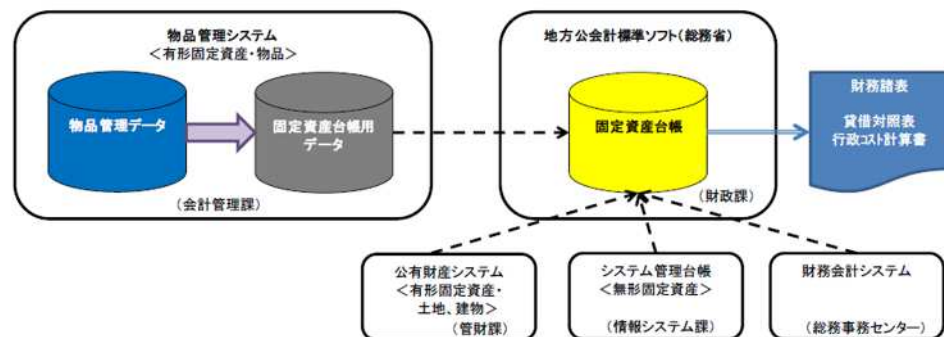 物品管理システム
<有形固定資産・物品>
物品管理データ
固定資産台帳用
データ
(会計管理課)
地方公会計標準ソフト(総務省)
固定資産台帳
(財政課)
財務諸表
貸借対照表
行政コスト計算書
公有財産システム
<有形固定資産・
土地、建物>
(管財課)
システム管理台帳
<無形固定資産>
(情報システム課)
財務会計システム
(総務事務センター)